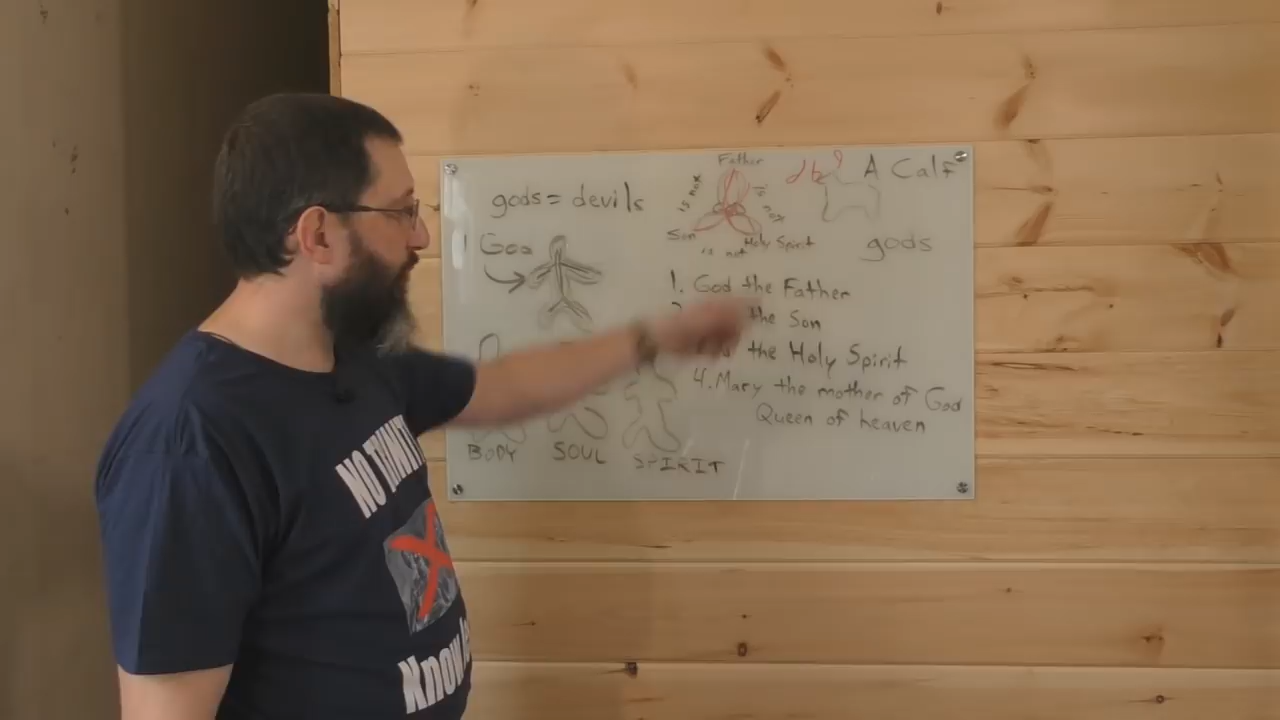 gods = devils
God
BODY
SOUL
SPIRIT
Father
is not
is not
Son
Holy Spirit
is not
A Calf
gods
1. God the Father
the Son
the Holy Spirit
4. Mary the mother of God
Queen of heaven
NO
Know